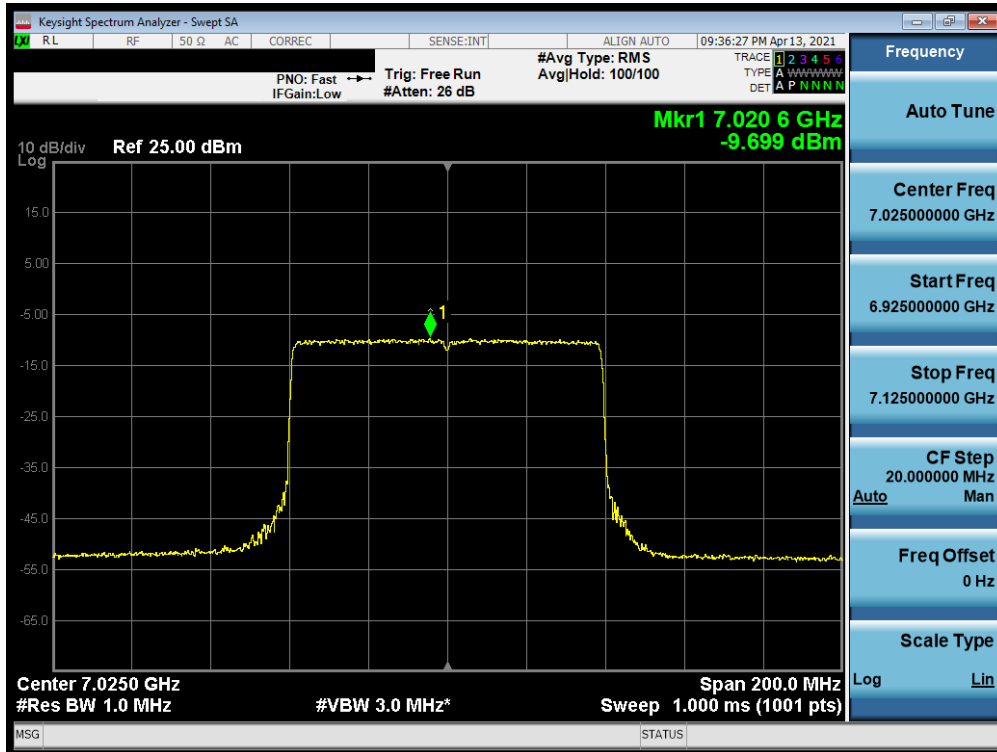 Keysight Spectrum Analyzer - Swept SA
LXI RL RF 50 Ω AC CORREC SENSE:INT ALIGN AUTO 09:36:27 PM Apr 13, 2021
PNO: Fast Trig: Free Run #Avg Type: RMS TRACE 1 2 3 4 5 6
IFGain:Low #Atten: 26 dB Avg|Hold: 100/100 TYPE A WWWWW
DET A P N N N N
Mkr1 7.020 6 GHz
-9.699 dBm
10 dB/div Ref 25.00 dBm
Log
15.0
5.00
-5.00
-15.0
-25.0
-35.0
-45.0
-55.0
-65.0
1
Center 7.0250 GHz Span 200.0 MHz
#Res BW 1.0 MHz #VBW 3.0 MHz* Sweep 1.000 ms (1001 pts)
MSG STATUS
Frequency
Auto Tune
Center Freq
7.025000000 GHz
Start Freq
6.925000000 GHz
Stop Freq
7.125000000 GHz
CF Step
20.000000 MHz
Auto Man
Freq Offset
0 Hz
Scale Type
Log Lin